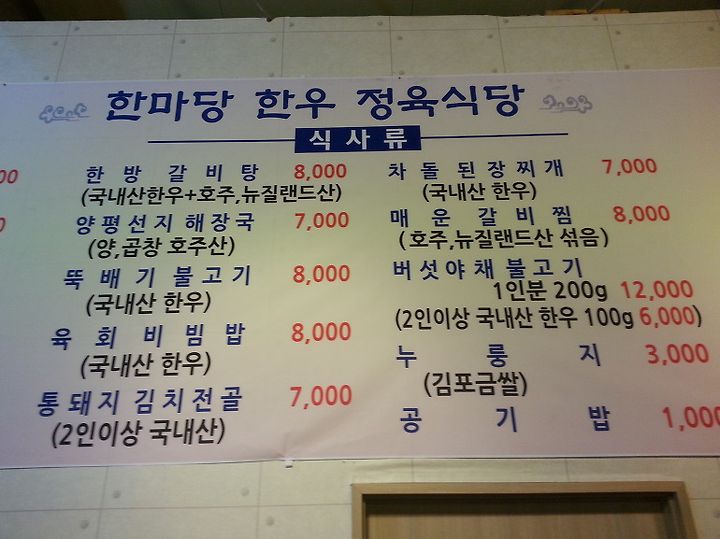 한마당 한우 정육식당
식사류
00
0
한방갈비탕 8,000
(국내산한우+호주,뉴질랜드산)
양평선지해장국 7,000
(양,곱창 호주산)
뚝배기불고기 8,000
(국내산 한우)
육회비빔밥 8,000
(국내산 한우)
통돼지김치전골 7,000
(2인이상 국내산)
차돌된장찌개 7,000
(국내산 한우)
매운갈비찜 8,000
(호주,뉴질랜드산 섞음)
버섯야채불고기
1인분 200g 12,000
(2인이상 국내산 한우 100g 6,000)
누룽지 3,000
(김포금쌀)
공기밥 1,000